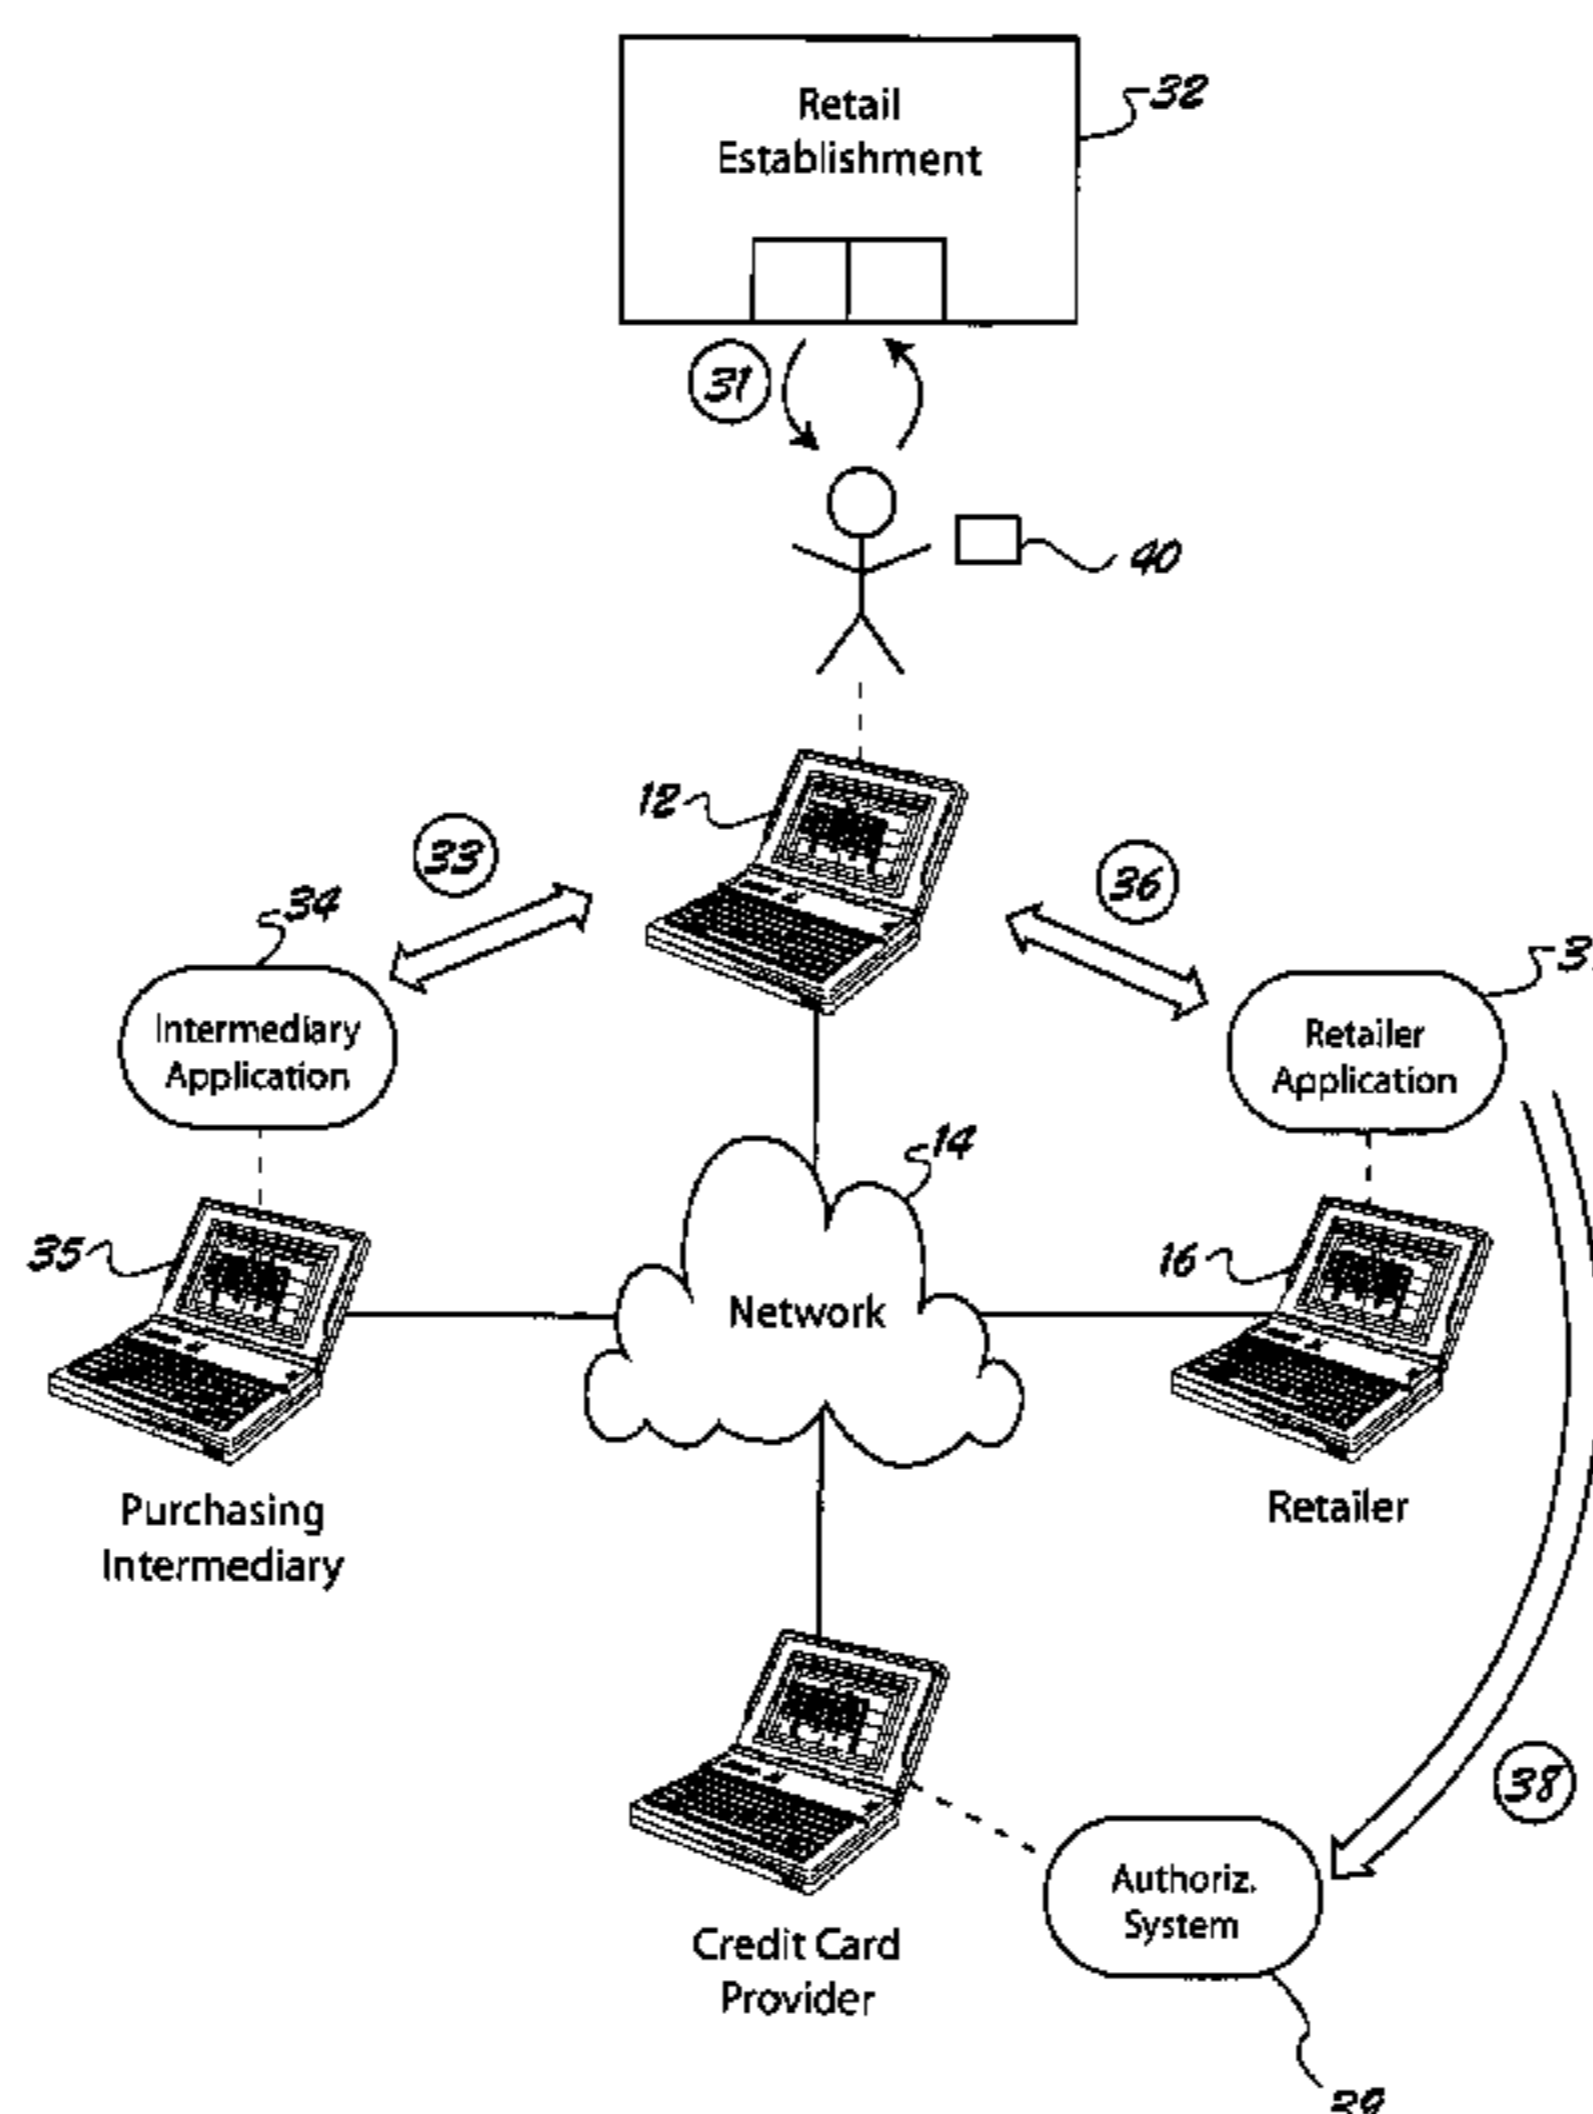 Retail
Establishment
32
31
40
12
33
36
34
Intermediary
Application
Retailer
Application
14
35
16
Network
Purchasing
Intermediary
Retailer
38
Authoriz.
System
Credit Card
Provider